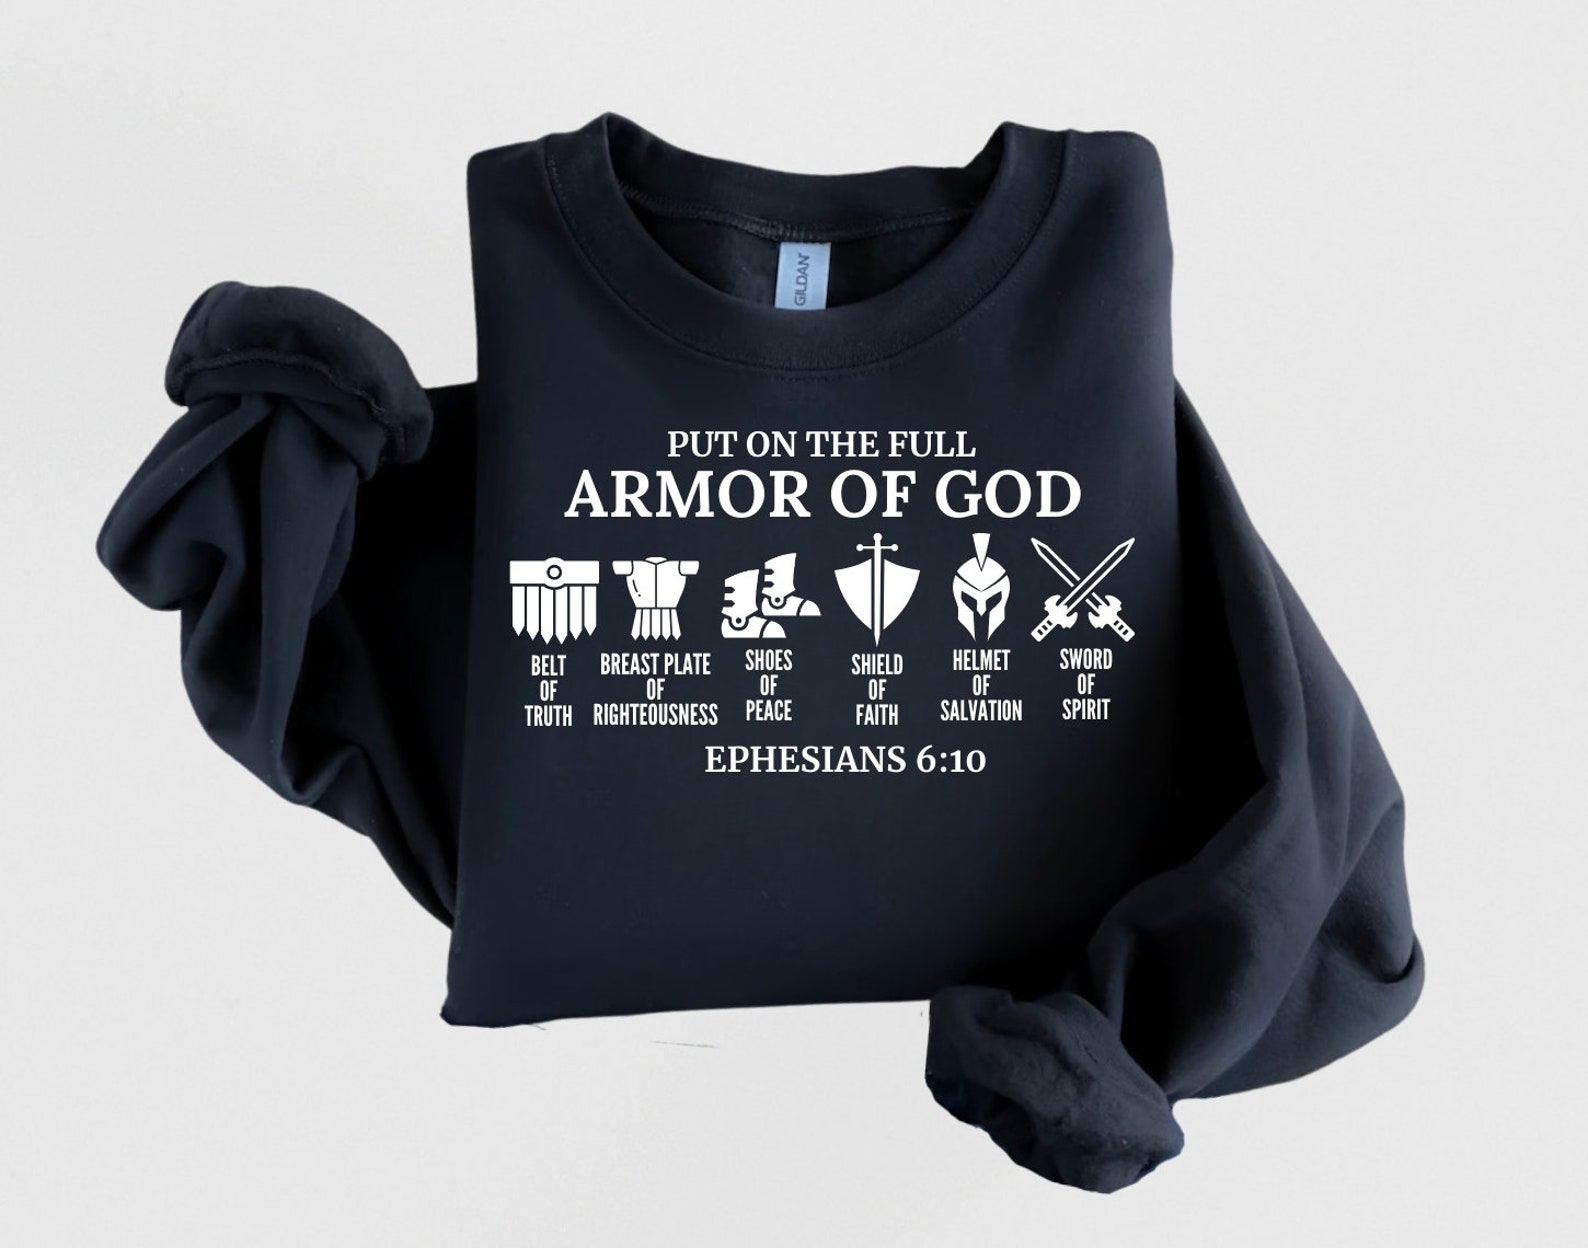 GILDAN
PUT ON THE FULL
ARMOR OF GOD
BELT
OF
TRUTH
BREAST PLATE
OF
RIGHTEOUSNESS
SHOES
OF
PEACE
SHIELD
OF
FAITH
HELMET
OF
SALVATION
SWORD
OF
SPIRIT
EPHESIANS 6:10